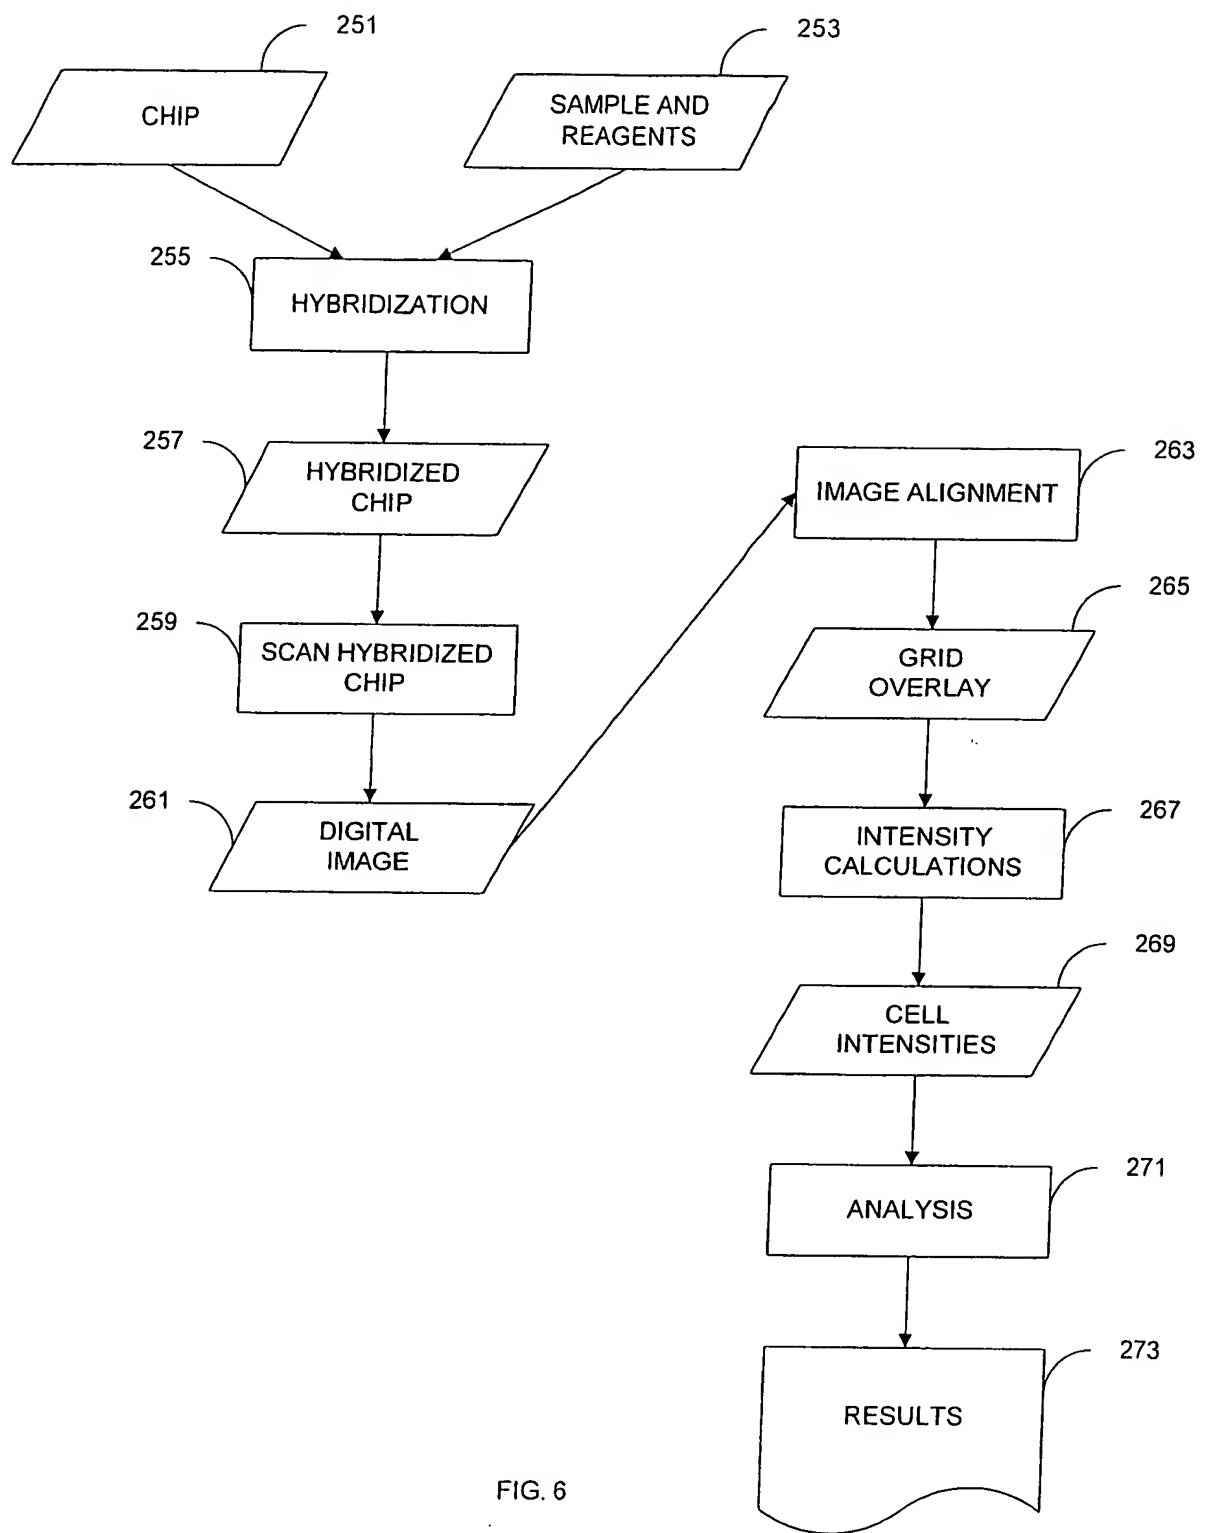 251
CHIP
253
SAMPLE AND
REAGENTS
255
HYBRIDIZATION
257
HYBRIDIZED
CHIP
259
SCAN HYBRIDIZED
CHIP
261
DIGITAL
IMAGE
263
IMAGE ALIGNMENT
265
GRID
OVERLAY
267
INTENSITY
CALCULATIONS
269
CELL
INTENSITIES
271
ANALYSIS
273
RESULTS
FIG. 6